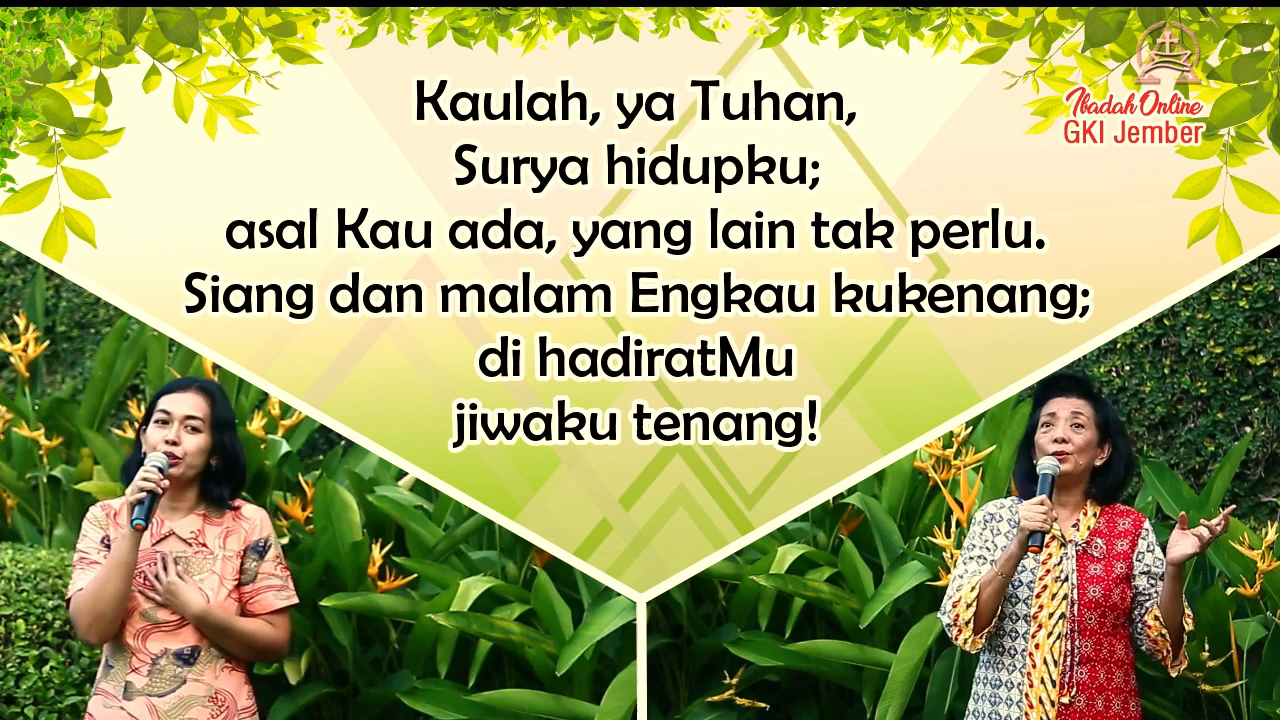 Kaulah, ya Tuhan,
Surya hidupku;
asal Kau ada, yang lain tak perlu.
Siang dan malam Engkau kukenang;
di hadiratMu
jiwaku tenang!
Ibadah Online
GKI Jember